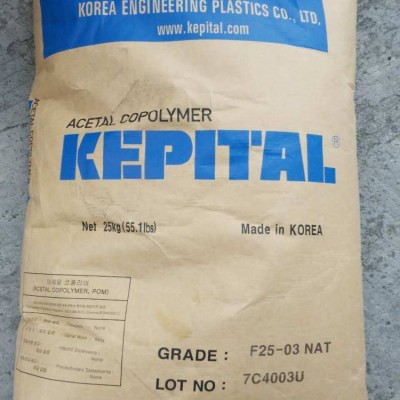 KOREA ENGINEERING PLASTICS CO., LTD.
www.kepital.com
ACETAL COPOLYMER
KEPITAL®
Net 25kg(55.1lbs)
Made in KOREA
(ACETAL COPOLYMER, POM)
GRADE : F25-03 NAT
LOT NO : 7C4003U